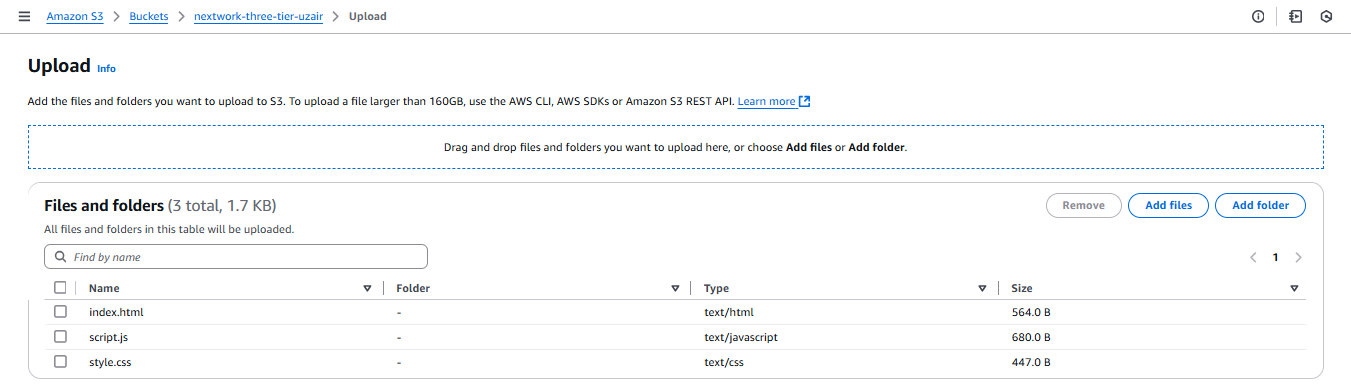 Amazon S3 > Buckets > nextwork-three-tier-uzair > Upload
Upload Info
Add the files and folders you want to upload to S3. To upload a file larger than 160GB, use the AWS CLI, AWS SDKs or Amazon S3 REST API. Learn more
Drag and drop files and folders you want to upload here, or choose Add files or Add folder.
Files and folders (3 total, 1.7 KB) Remove Add files Add folder
All files and folders in this table will be uploaded.
Find by name 1
Name Folder Type Size
index.html - text/html 564.0 B
script.js - text/javascript 680.0 B
style.css - text/css 447.0 B